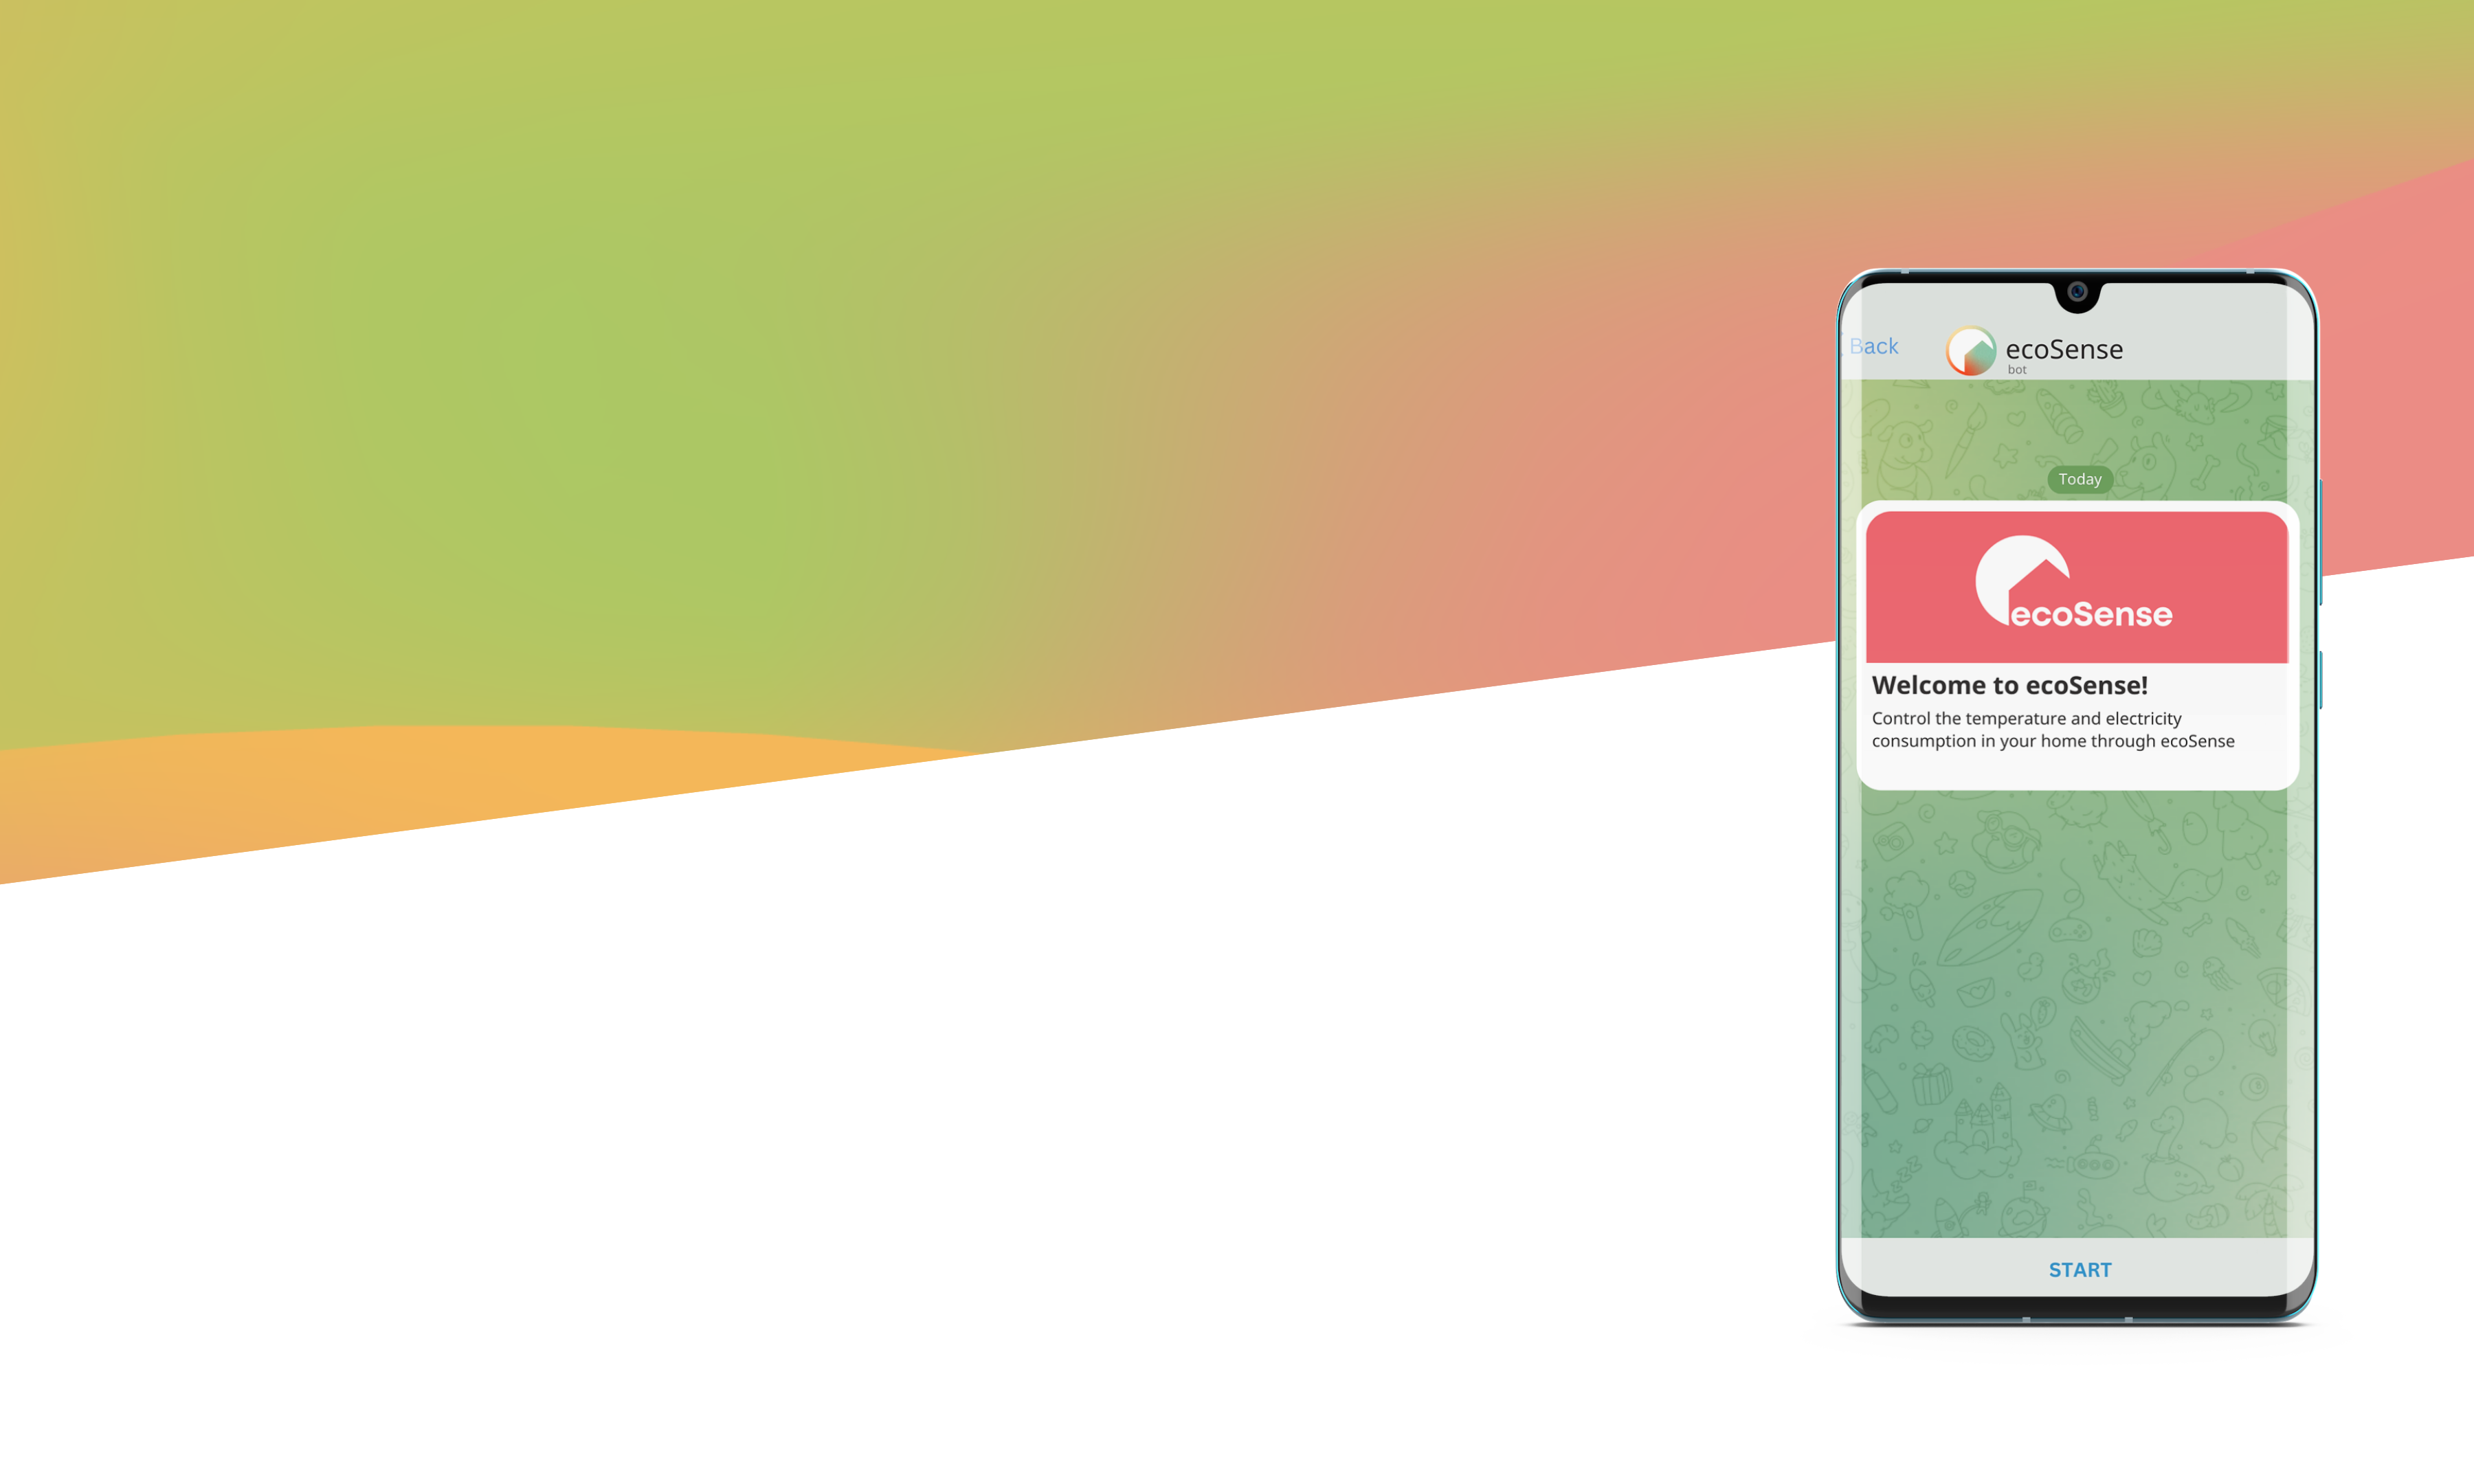 Back
ecoSense
bot
Today
ecoSense
Welcome to ecoSense!
Control the temperature and electricity
consumption in your home through ecoSense
START